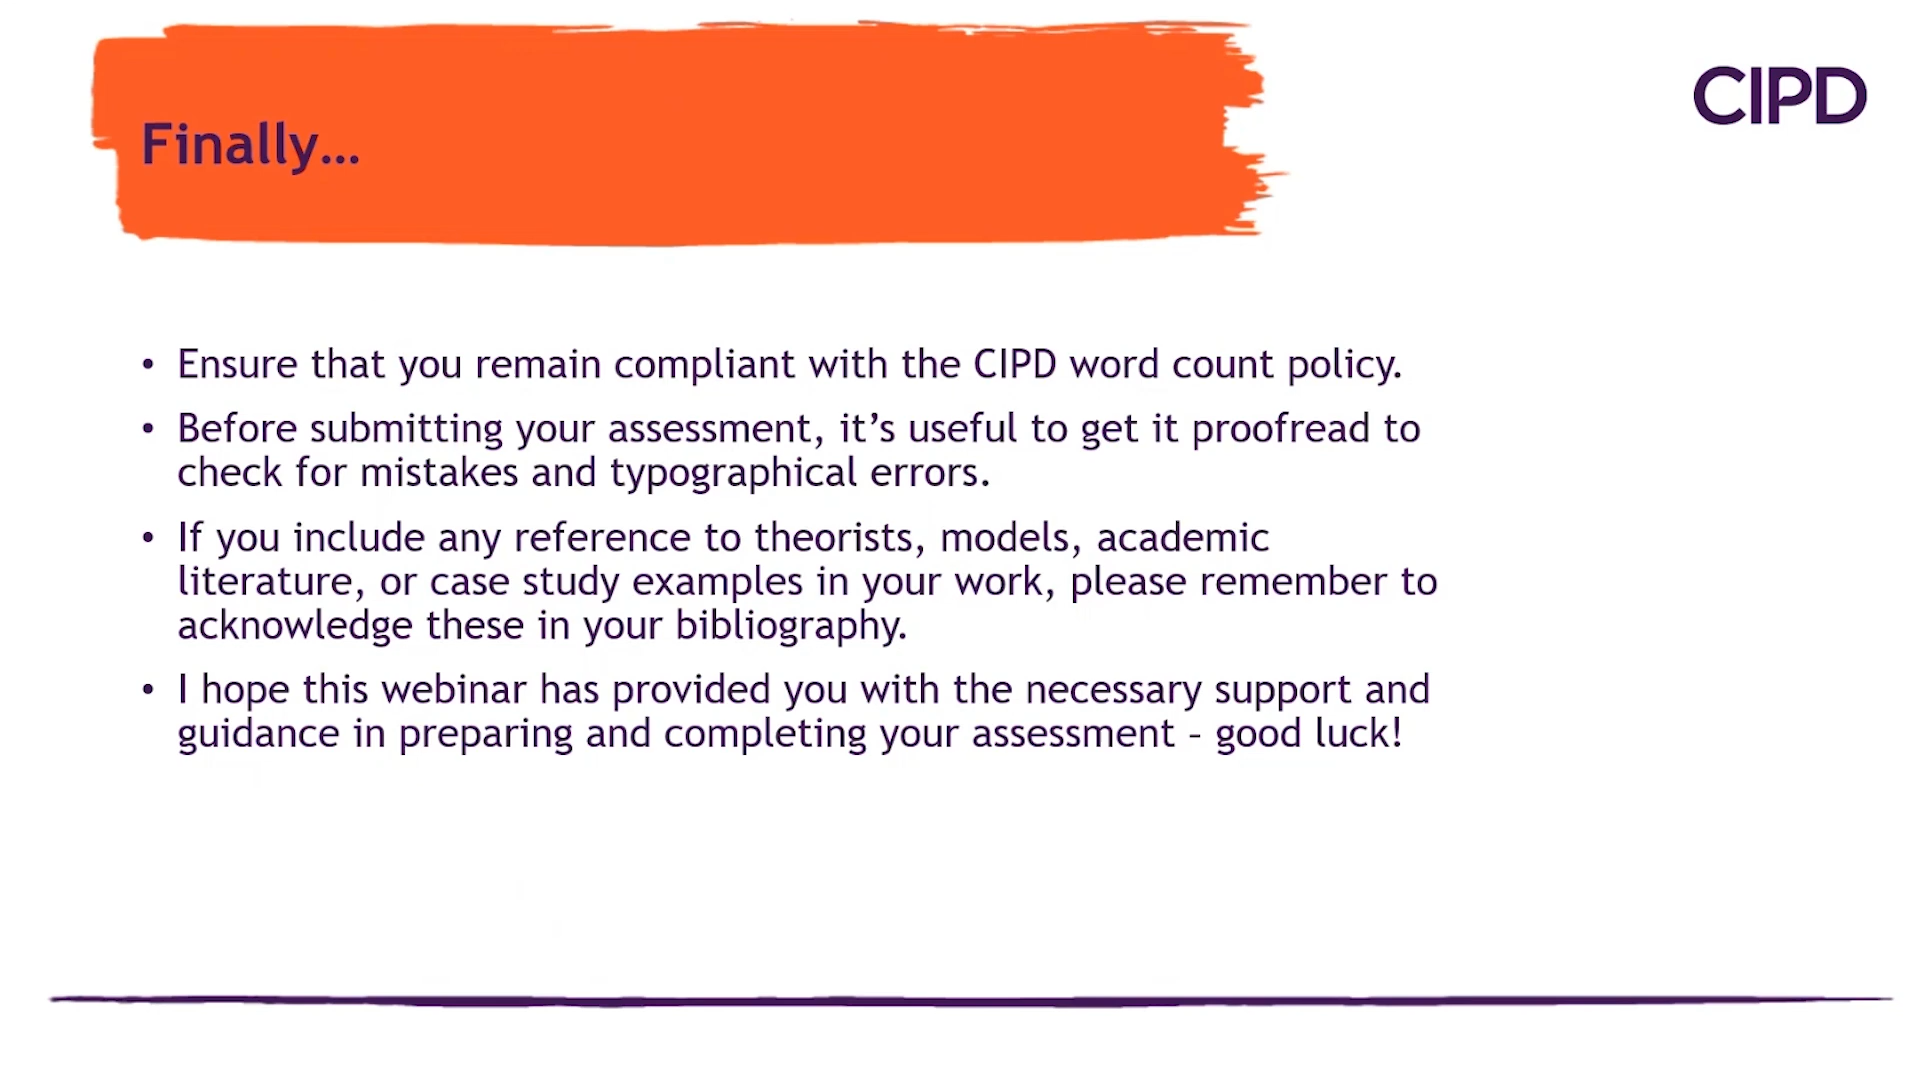 Finally…
CIPD
• Ensure that you remain compliant with the CIPD word count policy.
• Before submitting your assessment, it’s useful to get it proofread to
check for mistakes and typographical errors.
• If you include any reference to theorists, models, academic
literature, or case study examples in your work, please remember to
acknowledge these in your bibliography.
• I hope this webinar has provided you with the necessary support and
guidance in preparing and completing your assessment – good luck!